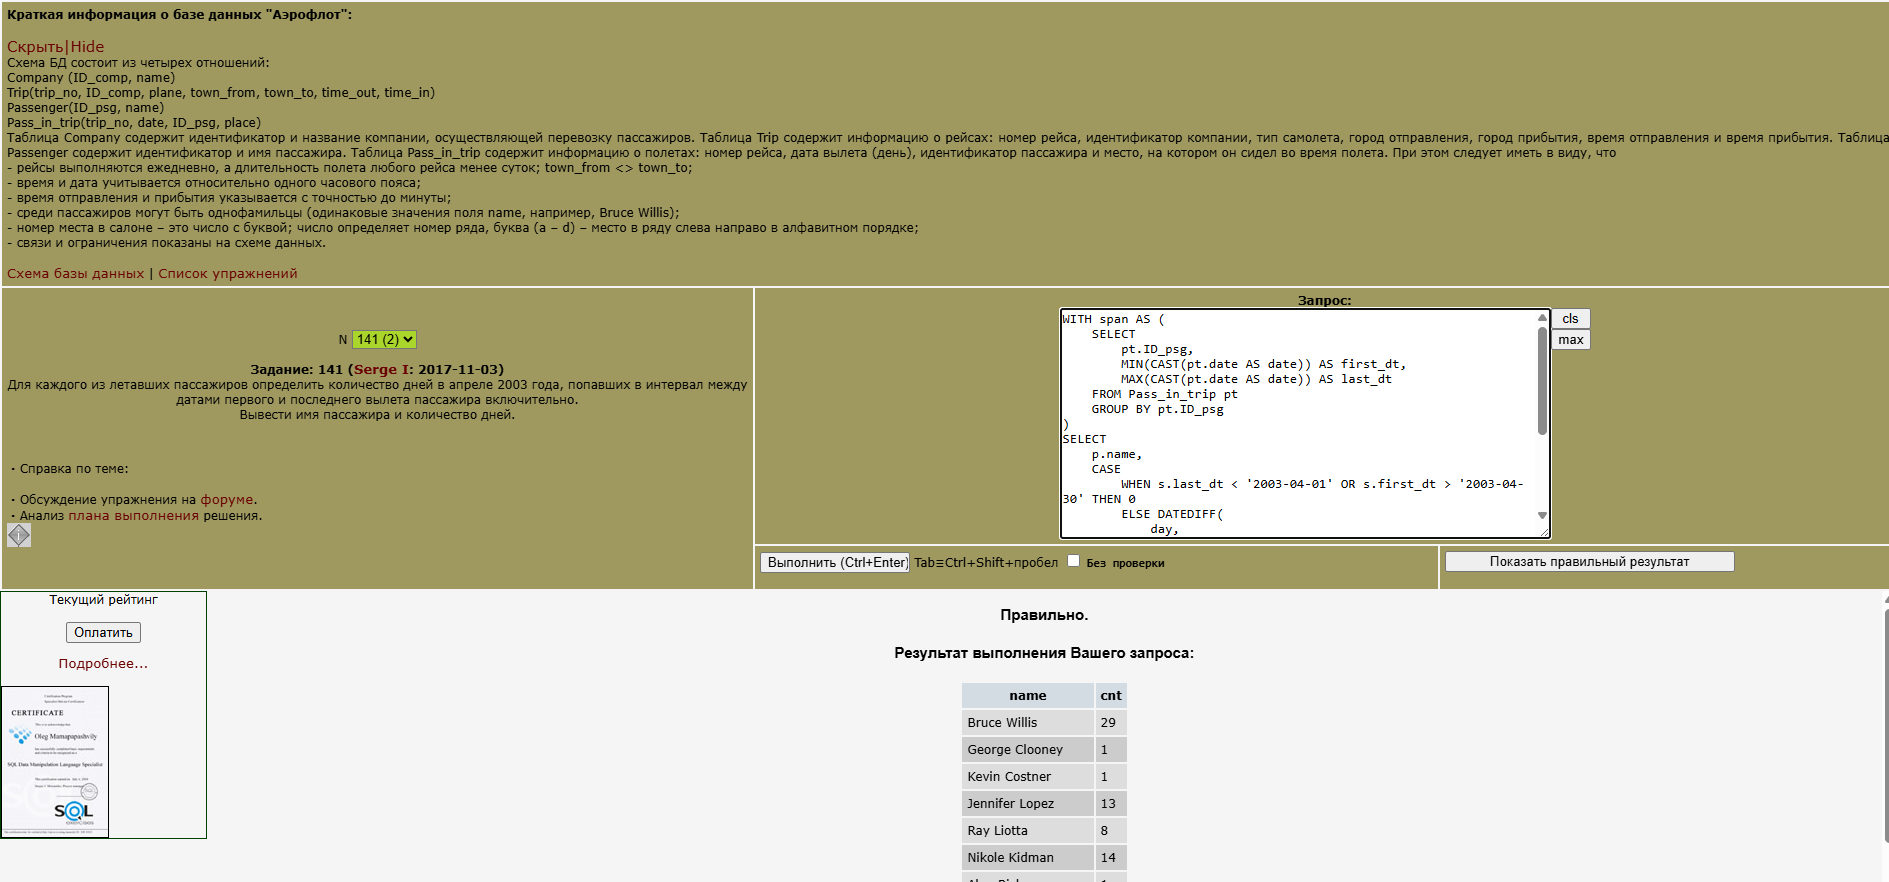 Краткая информация о базе данных "Аэрофлот":
Скрыть|Hide
Схема БД состоит из четырех отношений:
Company (ID_comp, name)
Trip(trip_no, ID_comp, plane, town_from, town_to, time_out, time_in)
Passenger(ID_psg, name)
Pass_in_trip(trip_no, date, ID_psg, place)
Таблица Company содержит идентификатор и название компании, осуществляющей перевозку пассажиров. Таблица Trip содержит информацию о рейсах: номер рейса, идентификатор компании, тип самолета, город отправления, город прибытия, время отправления и время прибытия. Таблица
Passenger содержит идентификатор и имя пассажира. Таблица Pass_in_trip содержит информацию о полетах: номер рейса, дата вылета (день), идентификатор пассажира и место, на котором он сидел во время полета. При этом следует иметь в виду, что
- рейсы выполняются ежедневно, а длительность полета любого рейса менее суток; town_from <> town_to;
- время и дата учитывается относительно одного часового пояса;
- время отправления и прибытия указывается с точностью до минуты;
- среди пассажиров могут быть однофамильцы (одинаковые значения поля name, например, Bruce Willis);
- номер места в салоне – это число с буквой; число определяет номер ряда, буква (a – d) – место в ряду слева направо в алфавитном порядке;
- связи и ограничения показаны на схеме данных.
Схема базы данных | Список упражнений
N 141 (2)
Задание: 141 (Serge I: 2017-11-03)
Для каждого из летавших пассажиров определить количество дней в апреле 2003 года, попавших в интервал между
датами первого и последнего вылета пассажира включительно.
Вывести имя пассажира и количество дней.
· Справка по теме:
· Обсуждение упражнения на форуме.
· Анализ плана выполнения решения.
Запрос:
WITH span AS (
SELECT
pt.ID_psg,
MIN(CAST(pt.date AS date)) AS first_dt,
MAX(CAST(pt.date AS date)) AS last_dt
FROM Pass_in_trip pt
GROUP BY pt.ID_psg
)
SELECT
p.name,
CASE
WHEN s.last_dt < '2003-04-01' OR s.first_dt > '2003-04-
30' THEN 0
ELSE DATEDIFF(
day,
cls
max
Выполнить (Ctrl+Enter) Tab≡Ctrl+Shift+пробел Без проверки
Показать правильный результат
Текущий рейтинг
Оплатить
Подробнее...
CERTIFICATE
Oleg Mamapapashvily
SQL Data Manipulation Language Specialist
SQL
Правильно.
Результат выполнения Вашего запроса:
name cnt
Bruce Willis 29
George Clooney 1
Kevin Costner 1
Jennifer Lopez 13
Ray Liotta 8
Nikole Kidman 14